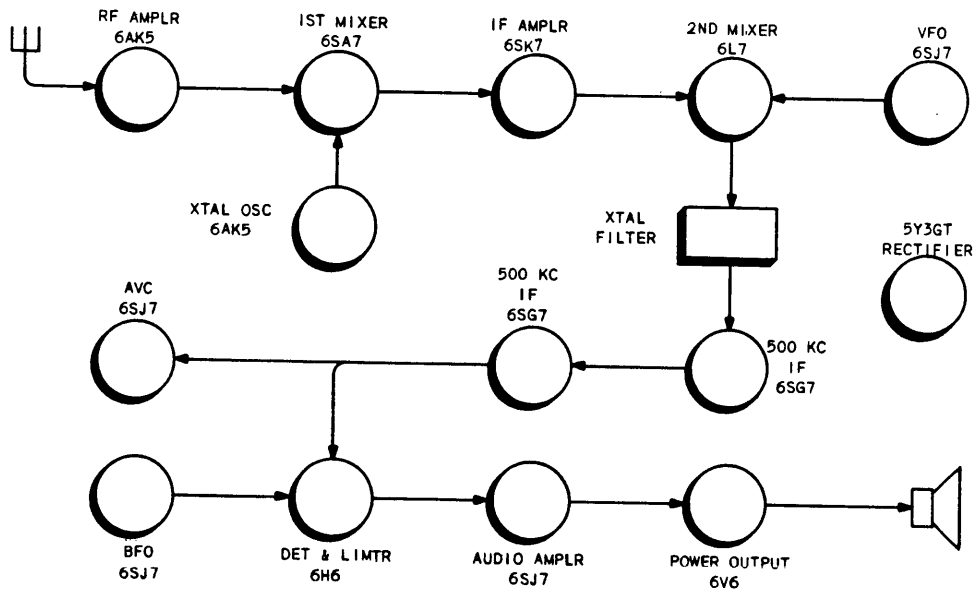 RF AMPLR
6AK5
1ST MIXER
6SA7
IF AMPLR
6SK7
2ND MIXER
6L7
VFO
6SJ7
XTAL OSC
6AK5
XTAL
FILTER
5Y3GT
RECTIFIER
AVC
6SJ7
500 KC
IF
6SG7
500 KC
IF
6SG7
BFO
6SJ7
DET & LIMTR
6H6
AUDIO AMPLR
6SJ7
POWER OUTPUT
6V6